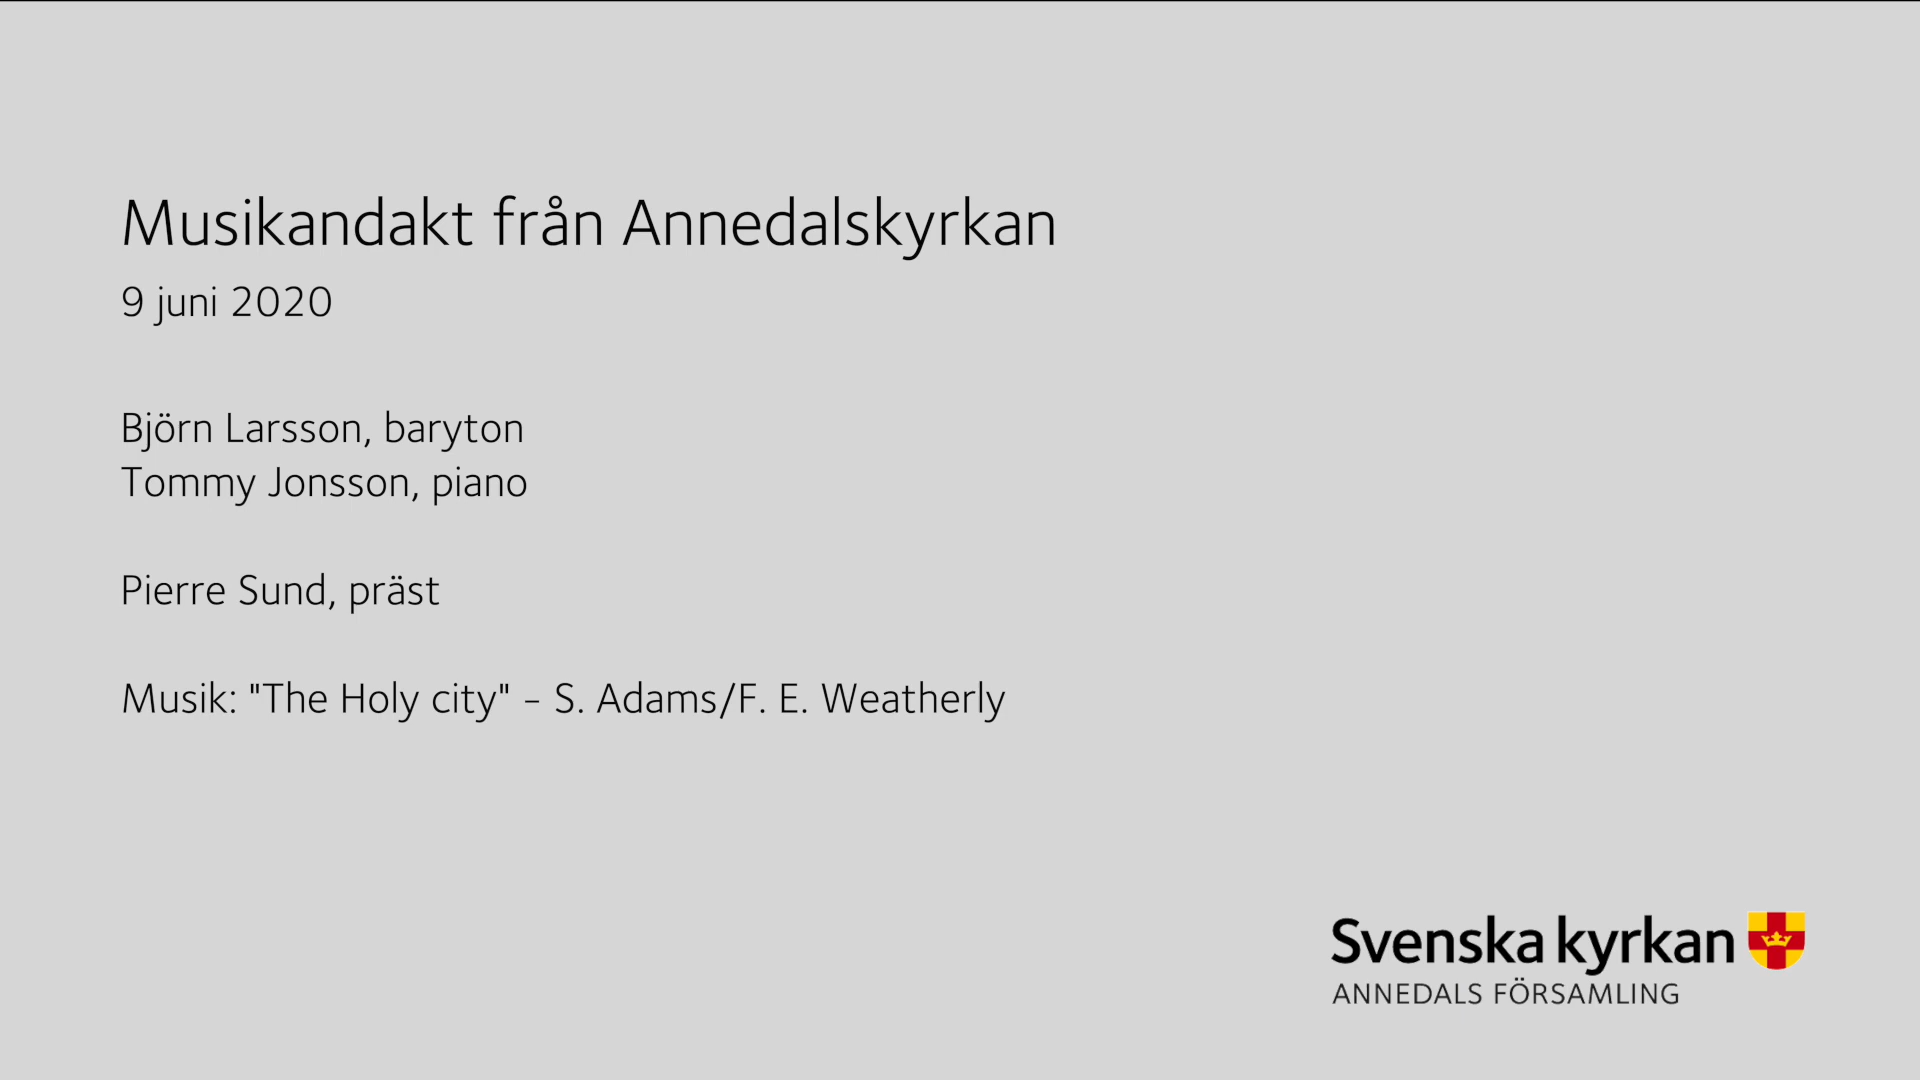 Musikandakt från Annedalskyrkan
9 juni 2020
Björn Larsson, baryton
Tommy Jonsson, piano
Pierre Sund, präst
Musik: "The Holy city" – S. Adams/F. E. Weatherly
Svenska kyrkan
ANNEDALS FÖRSAMLING